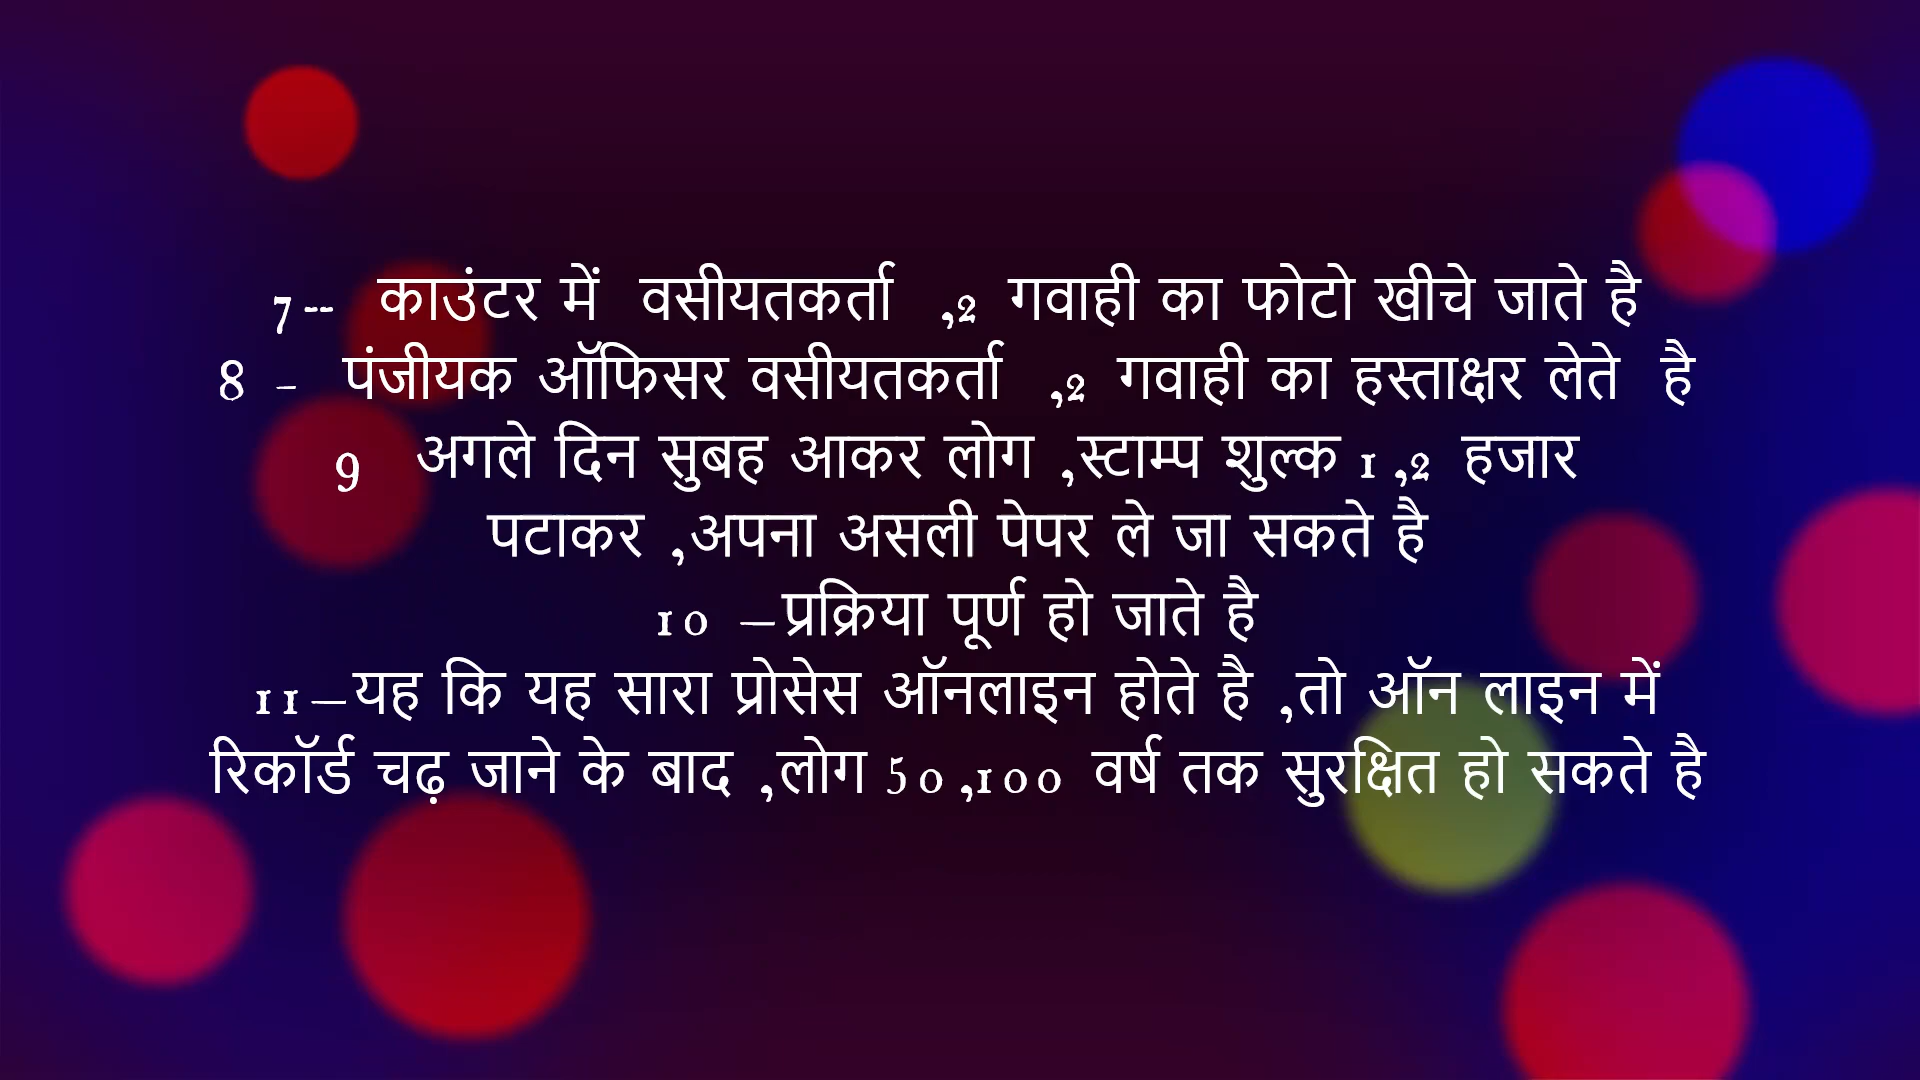 7-- काउंटर में वसीयतकर्ता ,2 गवाही का फोटो खीचे जाते है
8 - पंजीयक ऑफिसर वसीयतकर्ता ,2 गवाही का हस्ताक्षर लेते है
9 अगले दिन सुबह आकर लोग ,स्टाम्प शुल्क 1 ,2 हजार
पटाकर ,अपना असली पेपर ले जा सकते है
10 –प्रक्रिया पूर्ण हो जाते है
11–यह कि यह सारा प्रोसेस ऑनलाइन होते है ,तो ऑन लाइन में
रिकॉर्ड चढ़ जाने के बाद ,लोग 50 ,100 वर्ष तक सुरक्षित हो सकते है